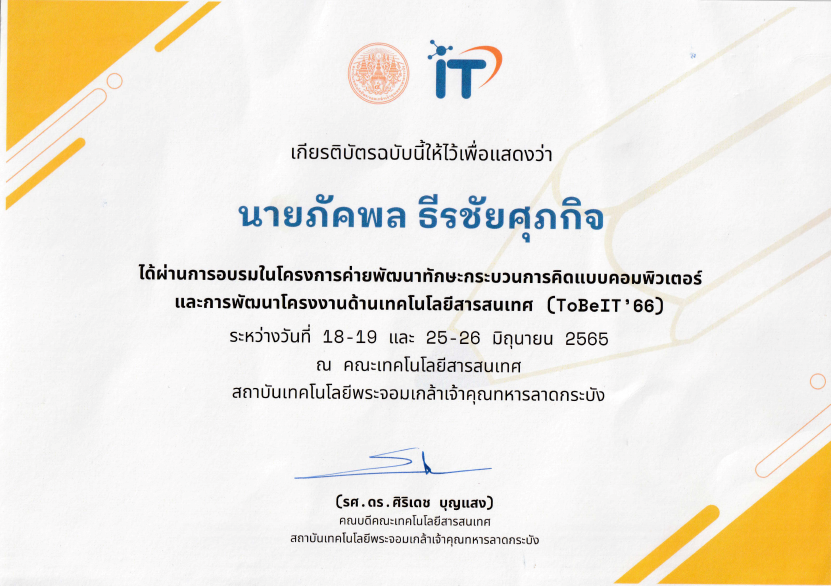 IT
เกียรติบัตรฉบับนี้ให้ไว้เพื่อแสดงว่า
นายภัคพล ธีรชัยศุภกิจ
ได้ผ่านการอบรมในโครงการค่ายพัฒนาทักษะกระบวนการคิดแบบคอมพิวเตอร์
และการพัฒนาโครงงานด้านเทคโนโลยีสารสนเทศ (ToBeIT’66)
ระหว่างวันที่ 18-19 และ 25-26 มิถุนายน 2565
ณ คณะเทคโนโลยีสารสนเทศ
สถาบันเทคโนโลยีพระจอมเกล้าเจ้าคุณทหารลาดกระบัง
(รศ.ดร.ศิริเดช บุญแสง)
คณบดีคณะเทคโนโลยีสารสนเทศ
สถาบันเทคโนโลยีพระจอมเกล้าเจ้าคุณทหารลาดกระบัง